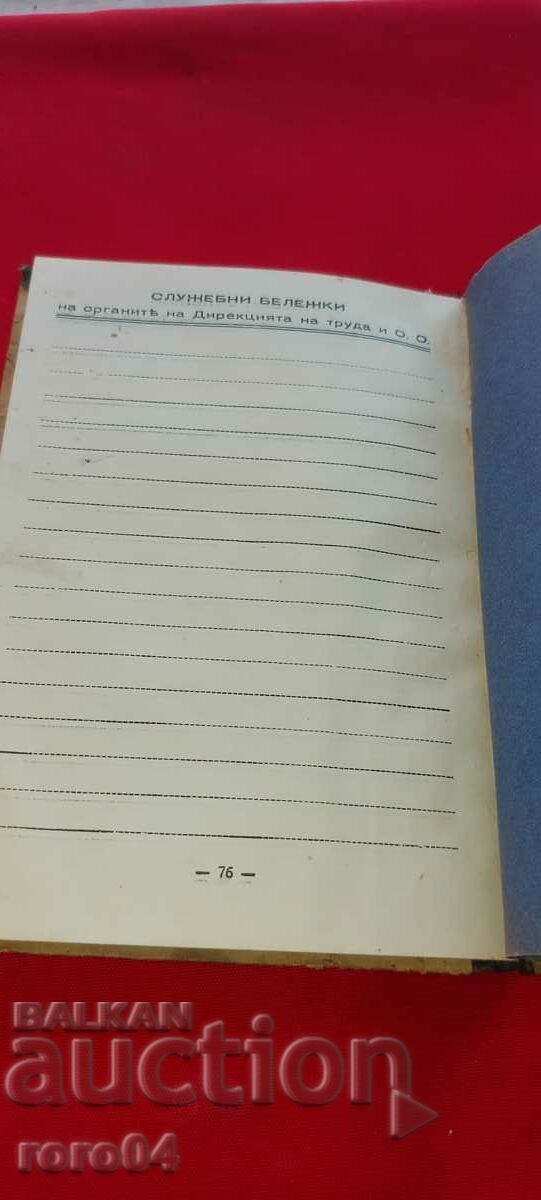 СЛУЖЕБНИ БЕЛЕЖКИ
на органитѣ на Дирекцията на труда и О. О.
— 76 —
BALKAN
auction
roro04